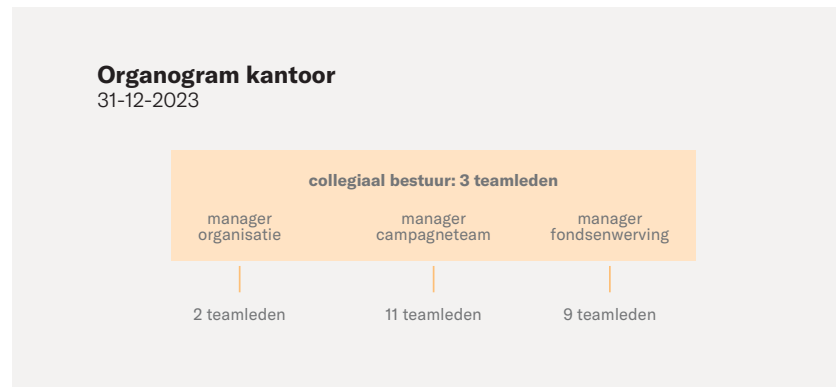 Organogram kantoor
31-12-2023
collegiaal bestuur: 3 teamleden
manager
organisatie
manager
campagneteam
manager
fondsenwerving
2 teamleden
11 teamleden
9 teamleden